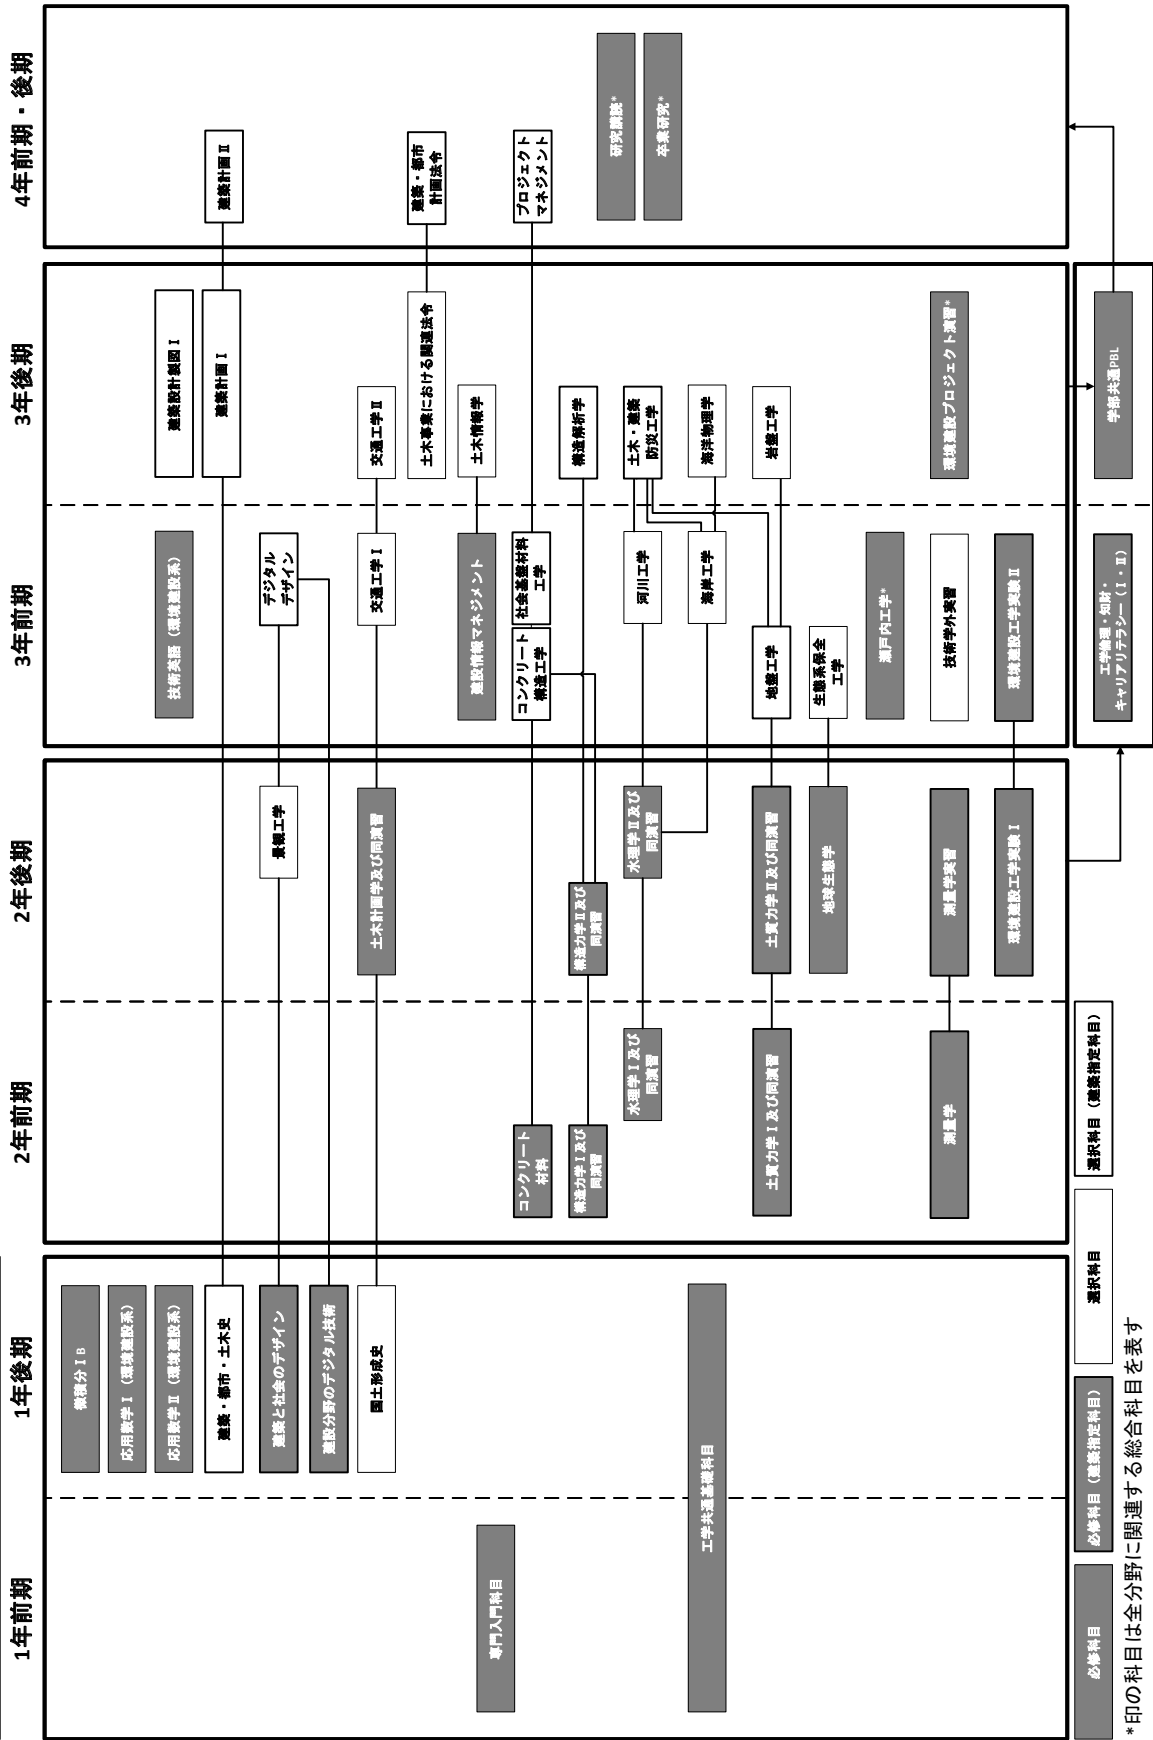 1年前期
1年後期
2年前期
2年後期
3年前期
3年後期
4年前期・後期
専門入門科目
工学共通基礎科目
微積分ⅠB
応用数学Ⅰ（環境建設系）
応用数学Ⅱ（環境建設系）
建築・都市・土木史
建築と社会のデザイン
建設分野のデジタル技術
国土形成史
コンクリート
材料
構造力学Ⅰ及び
同演習
水理学Ⅰ及び
同演習
土質力学Ⅰ及び同演習
測量学
景観工学
土木計画学及び同演習
構造力学Ⅱ及び
同演習
水理学Ⅱ及び
同演習
土質力学Ⅱ及び同演習
地球生態学
測量学実習
環境建設工学実験Ⅰ
技術英語（環境建設系）
デジタル
デザイン
交通工学Ⅰ
建設情報マネジメント
コンクリート
構造工学
社会基盤材料
工学
河川工学
海岸工学
地盤工学
生態系保全
工学
瀬戸内工学*
技術学外実習
環境建設工学実験Ⅱ
工学倫理・知財・
キャリアリテラシー（Ⅰ・Ⅱ）
建築設計製図Ⅰ
建築計画Ⅰ
交通工学Ⅱ
土木事業における関連法令
土木情報学
構造解析学
土木・建築
防災工学
海洋物理学
岩盤工学
環境建設プロジェクト演習*
学部共通PBL
建築計画Ⅱ
建築・都市
計画法令
プロジェクト
マネジメント
研究講読*
卒業研究*
必修科目
必修科目（建築指定科目）
選択科目
選択科目（建築指定科目）
*印の科目は全分野に関連する総合科目を表す